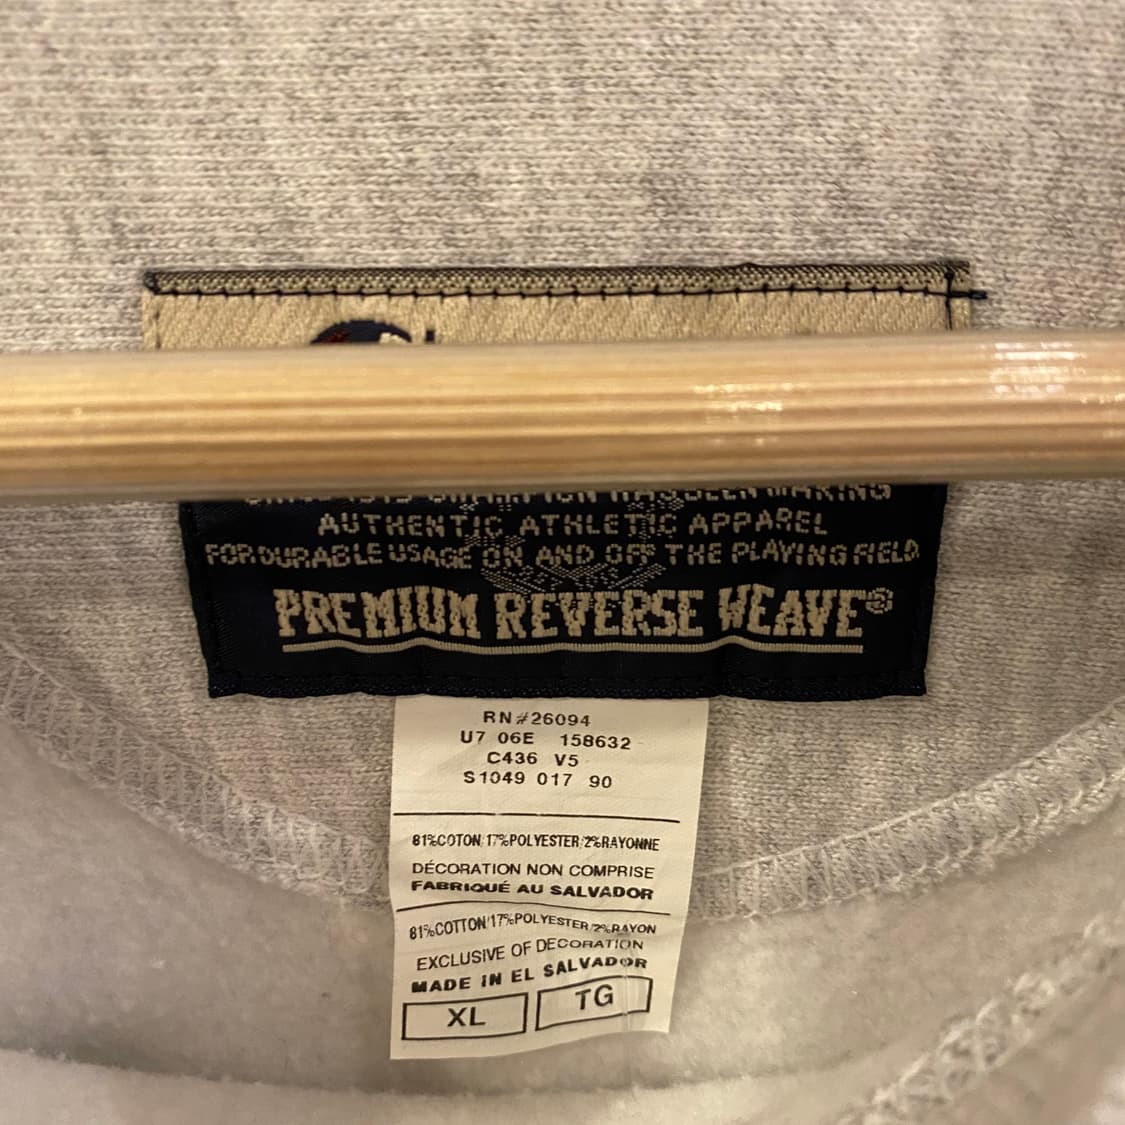 AUTHENTIC ATHLETIC APPAREL
FOR DURABLE USAGE ON AND OFF THE PLAYING FIELD
PREMIUM REVERSE WEAVE®
RN#26094
U7 06E 158632
C436 V5
S1049 017 90
81%COTON/17%POLYESTER/2%RAYONNE
DÉCORATION NON COMPRISE
FABRIQUÉ AU SALVADOR
81%COTTON/17%POLYESTER/2%RAYON
EXCLUSIVE OF DECORATION
MADE IN EL SALVADOR
XL TG